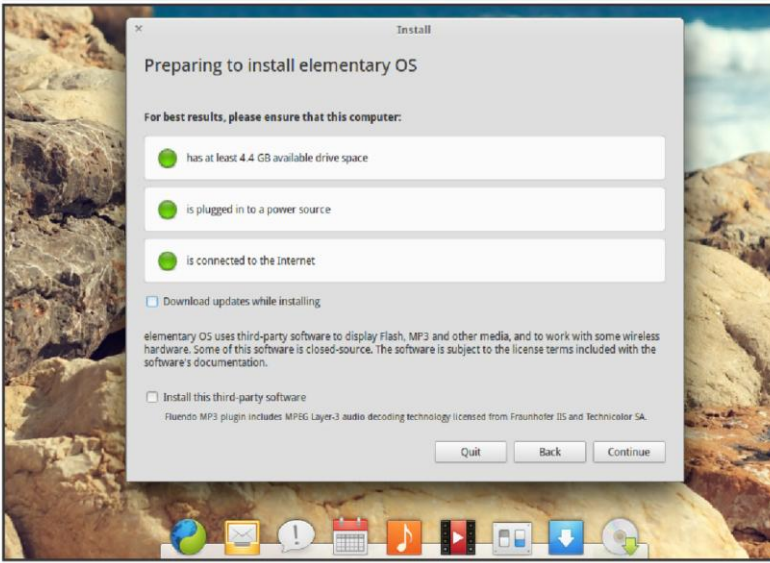 Install
Preparing to install elementary OS
For best results, please ensure that this computer:
has at least 4.4 GB available drive space
is plugged in to a power source
is connected to the Internet
Download updates while installing
elementary OS uses third-party software to display Flash, MP3 and other media, and to work with some wireless
hardware. Some of this software is closed-source. The software is subject to the license terms included with the
software's documentation.
Install this third-party software
Fluendo MP3 plugin includes MPEG Layer-3 audio decoding technology licensed from Fraunhofer IIS and Technicolor SA.
Quit Back Continue